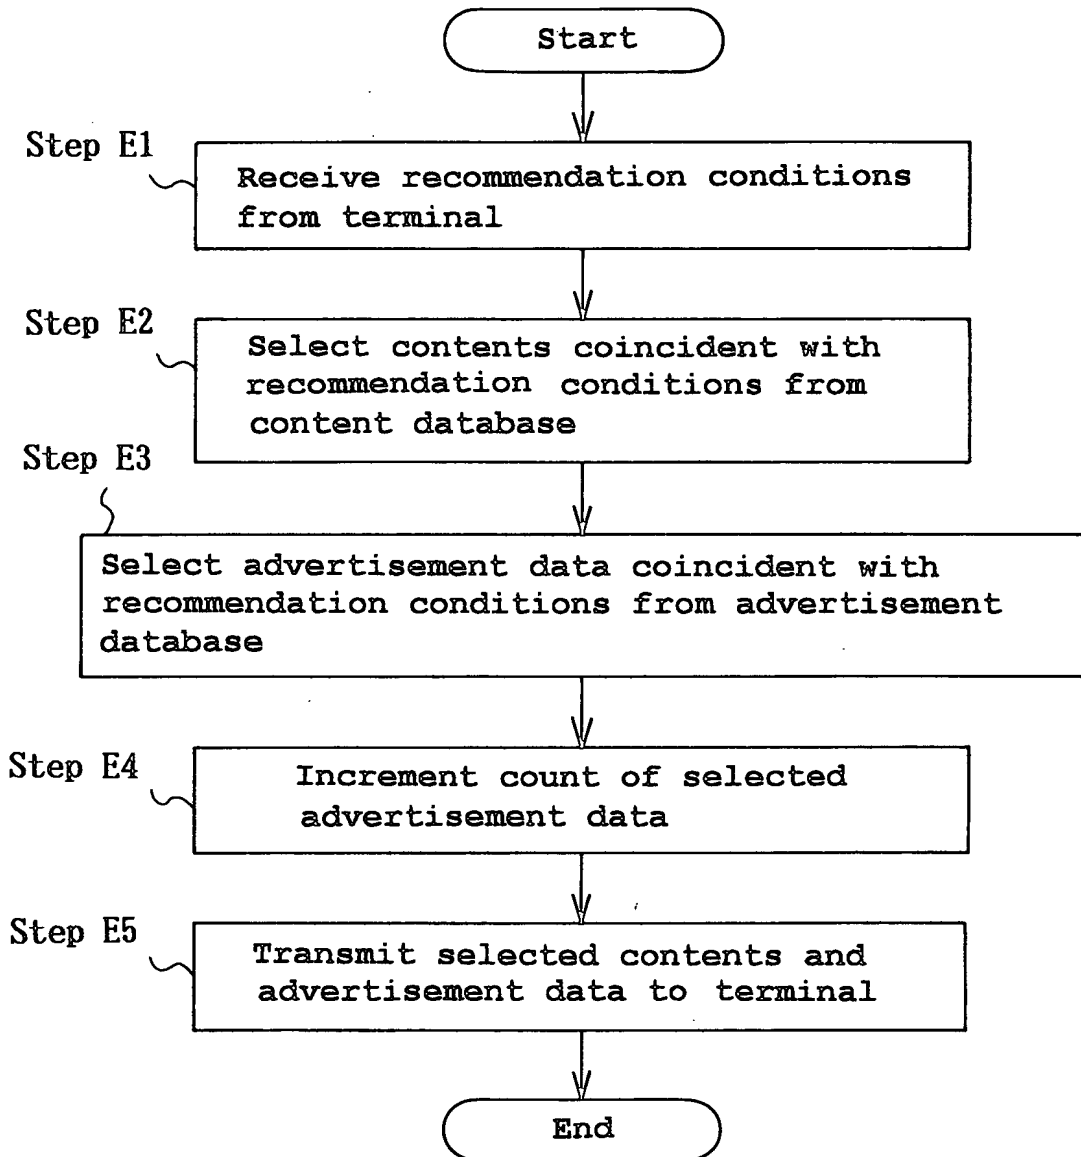 Start
Step E1
Receive recommendation conditions
from terminal
Step E2
Select contents coincident with
recommendation conditions from
content database
Step E3
Select advertisement data coincident with
recommendation conditions from advertisement
database
Step E4
Increment count of selected
advertisement data
Step E5
Transmit selected contents and
advertisement data to terminal
End